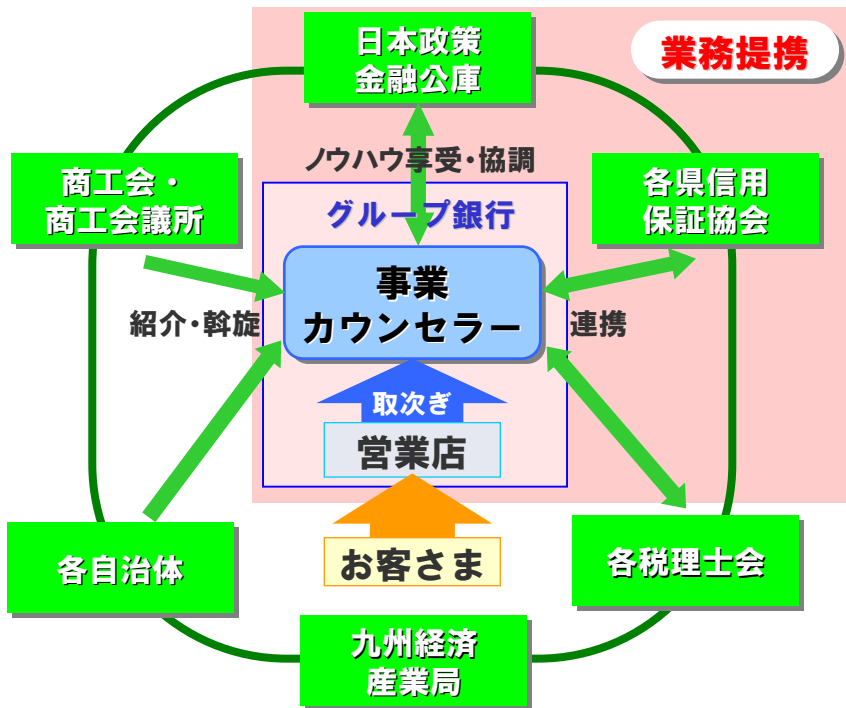 日本政策
金融公庫
業務提携
ノウハウ享受・協調
商工会・
商工会議所
各県信用
保証協会
グループ銀行
事業
カウンセラー
紹介・斡旋
連携
取次ぎ
営業店
お客さま
各自治体
各税理士会
九州経済
産業局